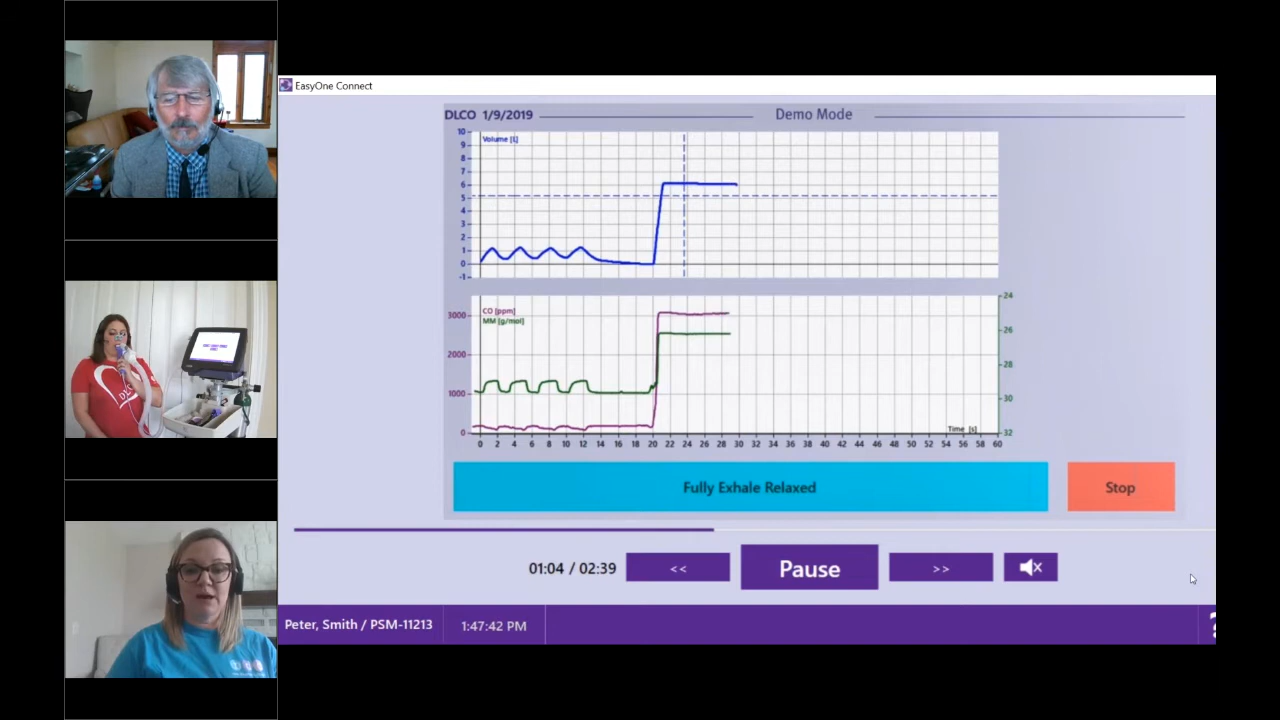 EasyOne Connect
DLCO 1/9/2019
Demo Mode
Volume [L]
10
9
8
7
6
5
4
3
2
1
0
-1
CO [ppm]
MM [g/mol]
3000
2000
1000
0
24
26
28
30
32
Time [s]
0 2 4 6 8 10 12 14 16 18 20 22 24 26 28 30 32 34 36 38 40 42 44 46 48 50 52 54 56 58 60
Fully Exhale Relaxed
Stop
01:04 / 02:39
<<
Pause
>>
Peter, Smith / PSM-11213
1:47:42 PM
?
DLCO